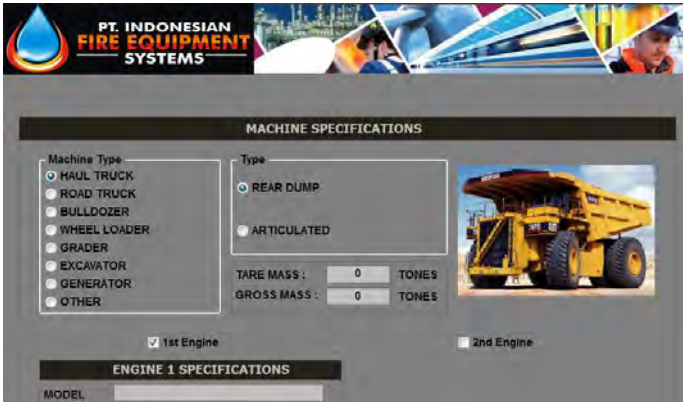 PT. INDONESIAN
FIRE EQUIPMENT
SYSTEMS
MACHINE SPECIFICATIONS
Machine Type
HAUL TRUCK
ROAD TRUCK
BULLDOZER
WHEEL LOADER
GRADER
EXCAVATOR
GENERATOR
OTHER
Type
REAR DUMP
ARTICULATED
TARE MASS : 0 TONES
GROSS MASS : 0 TONES
1st Engine
2nd Engine
ENGINE 1 SPECIFICATIONS
MODEL